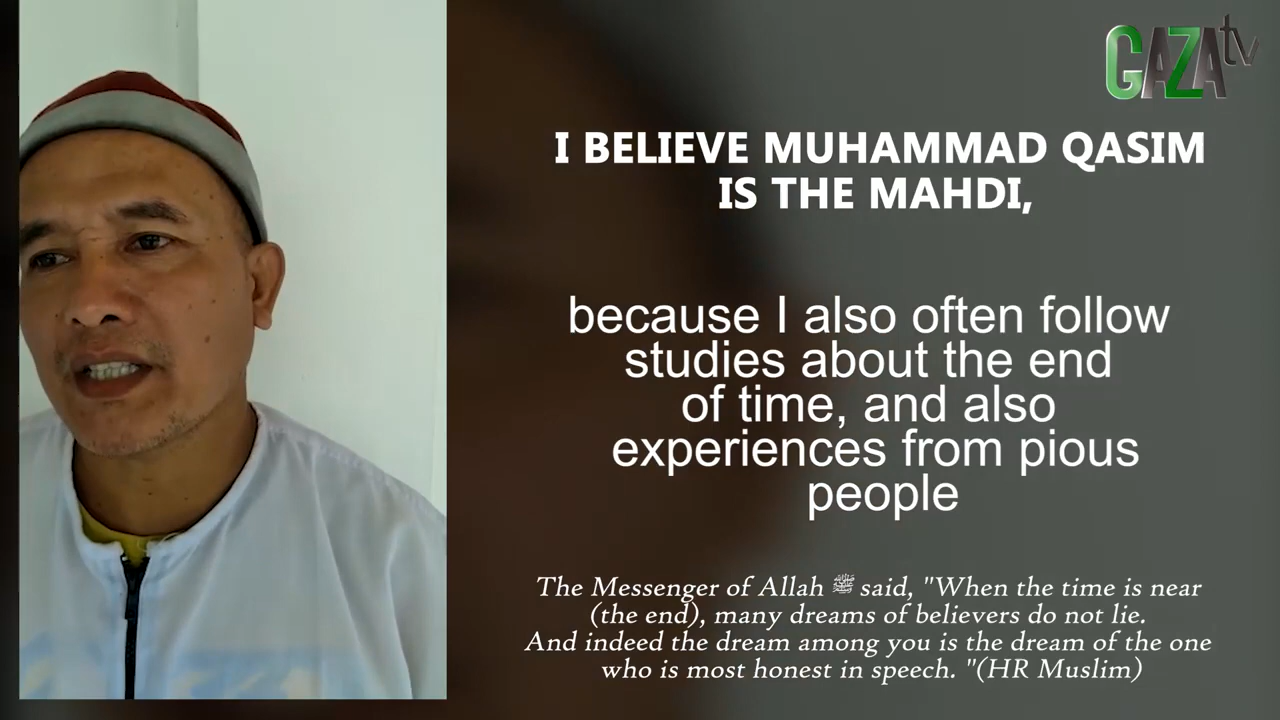 GAZAtv
I BELIEVE MUHAMMAD QASIM
IS THE MAHDI,
because I also often follow
studies about the end
of time, and also
experiences from pious
people
The Messenger of Allah ﷺ said, "When the time is near
(the end), many dreams of believers do not lie.
And indeed the dream among you is the dream of the one
who is most honest in speech. "(HR Muslim)